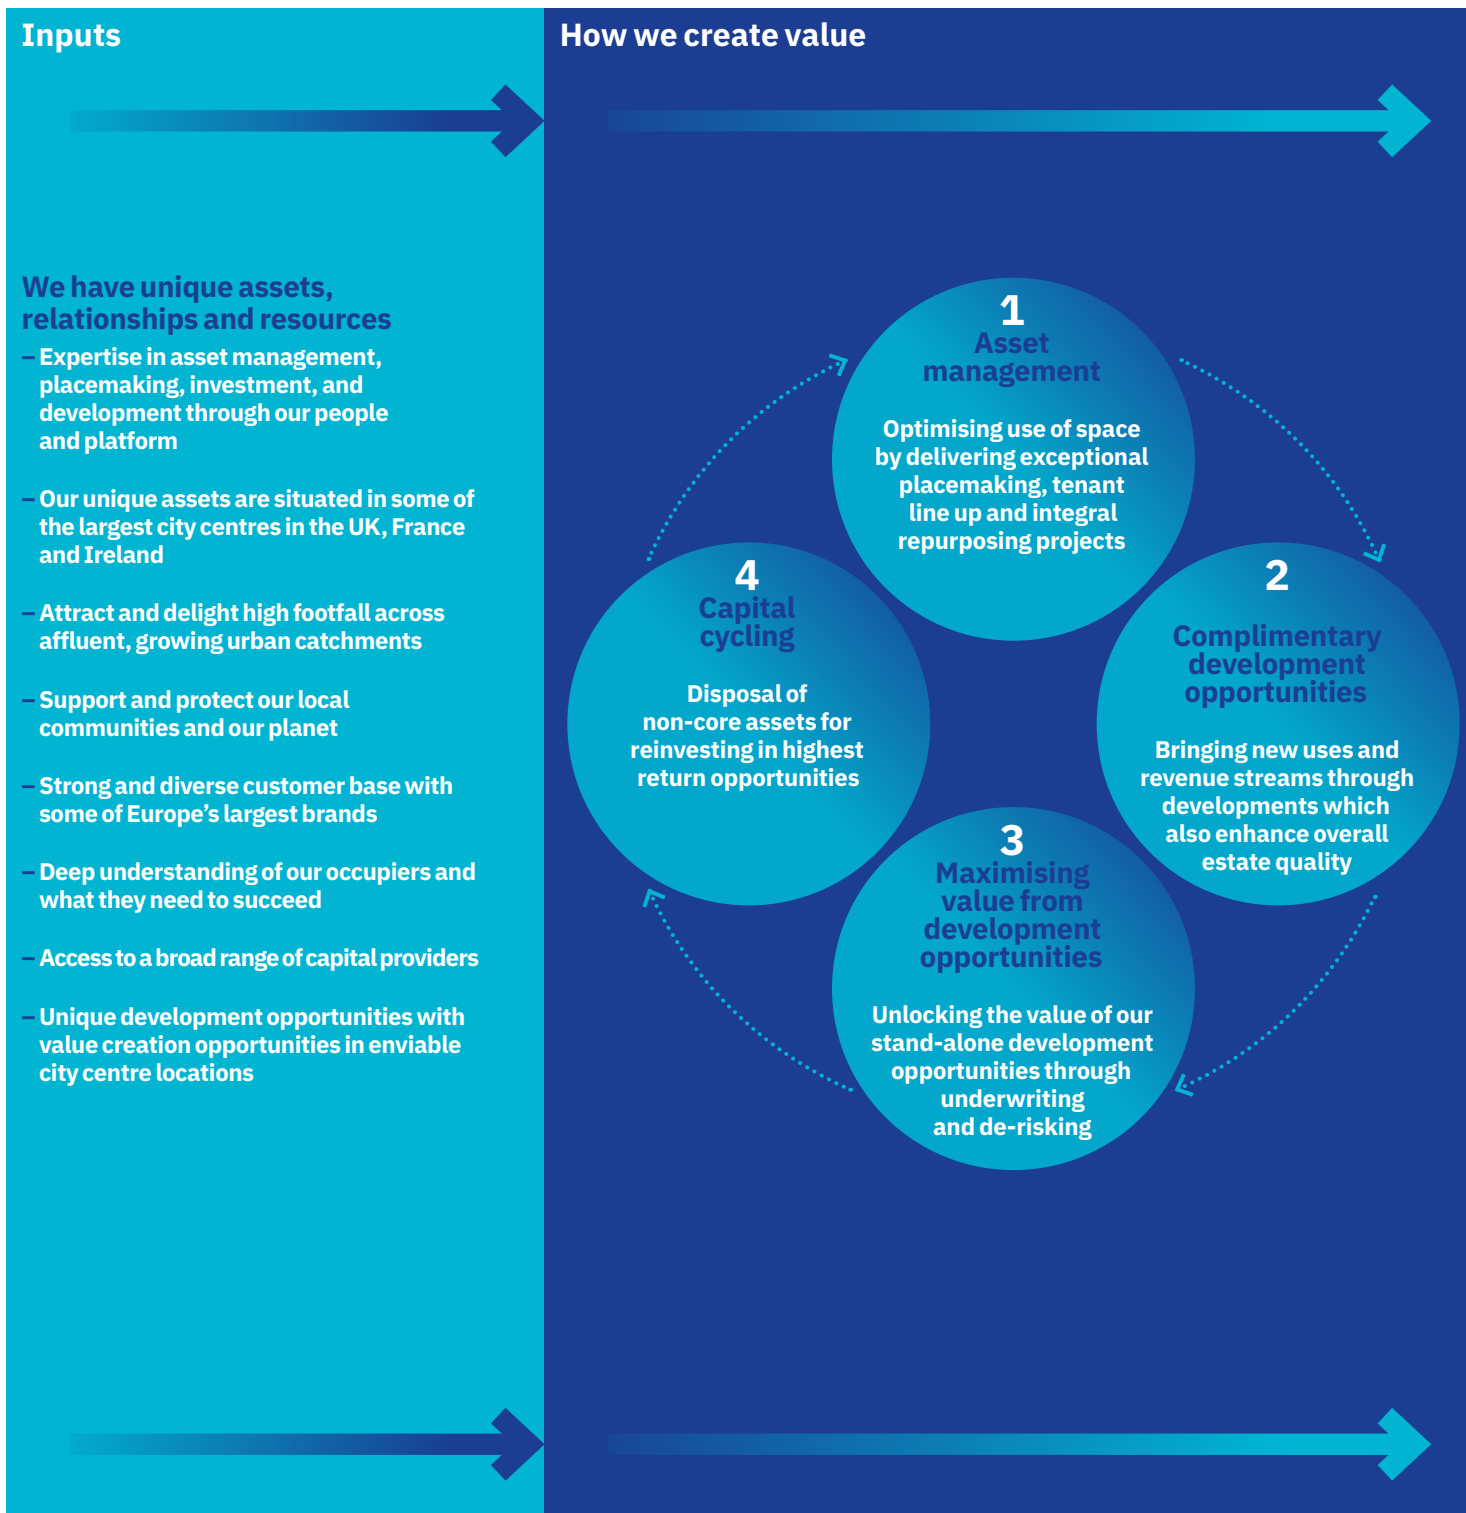 Inputs
We have unique assets,
relationships and resources
– Expertise in asset management,
placemaking, investment, and
development through our people
and platform
– Our unique assets are situated in some of
the largest city centres in the UK, France
and Ireland
– Attract and delight high footfall across
affluent, growing urban catchments
– Support and protect our local
communities and our planet
– Strong and diverse customer base with
some of Europe’s largest brands
– Deep understanding of our occupiers and
what they need to succeed
– Access to a broad range of capital providers
– Unique development opportunities with
value creation opportunities in enviable
city centre locations
How we create value
1
Asset
management
Optimising use of space
by delivering exceptional
placemaking, tenant
line up and integral
repurposing projects
2
Complimentary
development
opportunities
Bringing new uses and
revenue streams through
developments which
also enhance overall
estate quality
3
Maximising
value from
development
opportunities
Unlocking the value of our
stand-alone development
opportunities through
underwriting
and de-risking
4
Capital
cycling
Disposal of
non-core assets for
reinvesting in highest
return opportunities